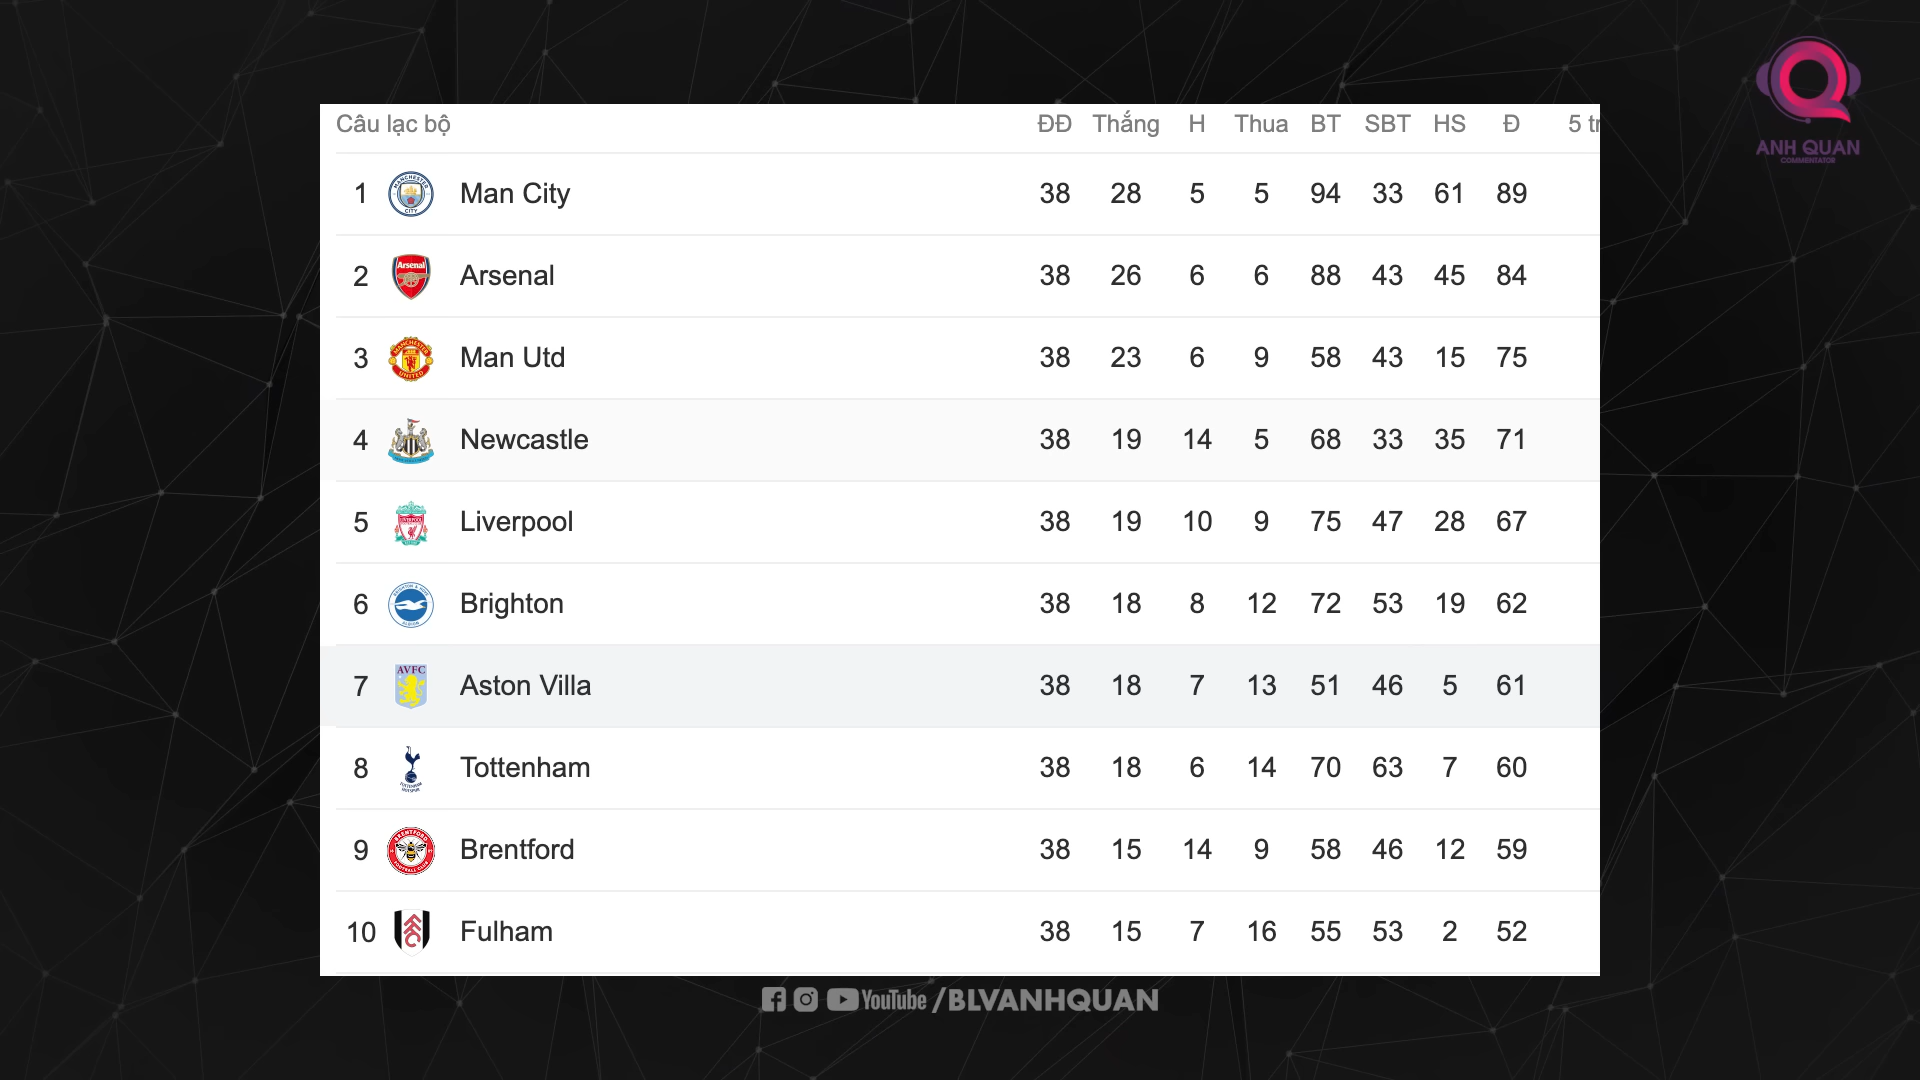 ANH QUAN
COMMENTATOR
Câu lạc bộ ĐĐ Thắng H Thua BT SBT HS Đ 5 tr
1 Man City 38 28 5 5 94 33 61 89
2 Arsenal 38 26 6 6 88 43 45 84
3 Man Utd 38 23 6 9 58 43 15 75
4 Newcastle 38 19 14 5 68 33 35 71
5 Liverpool 38 19 10 9 75 47 28 67
6 Brighton 38 18 8 12 72 53 19 62
7 AVFC Aston Villa 38 18 7 13 51 46 5 61
8 Tottenham 38 18 6 14 70 63 7 60
9 Brentford 38 15 14 9 58 46 12 59
10 Fulham 38 15 7 16 55 53 2 52
YouTube /BLVANHQUAN